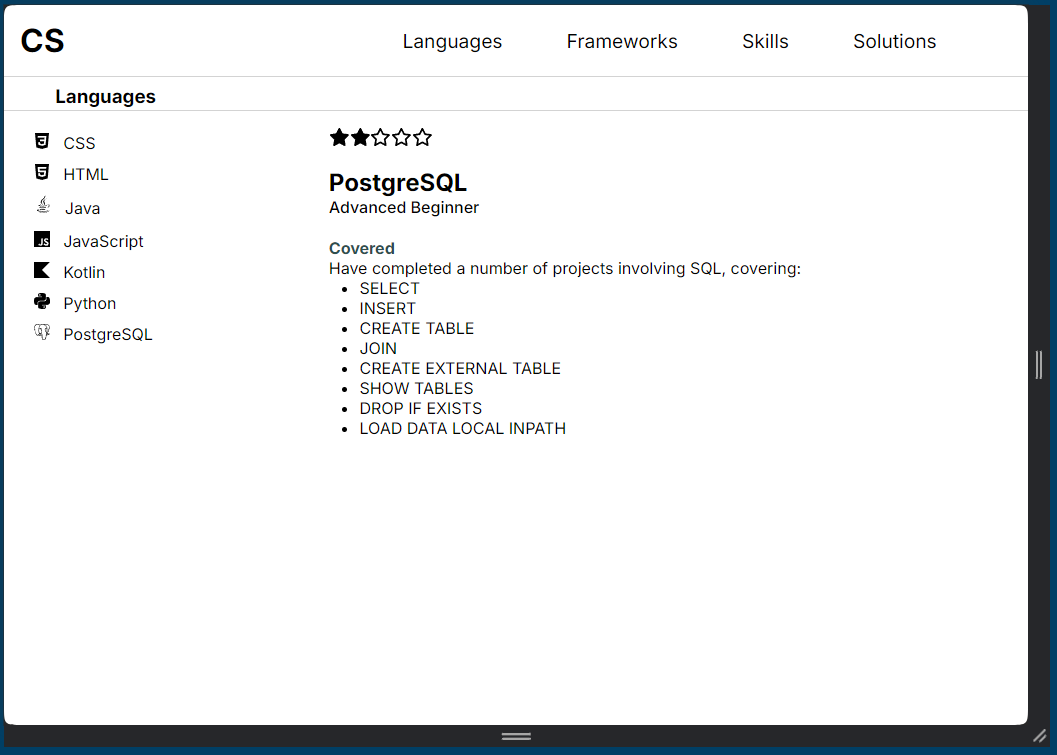 CS
Languages Frameworks Skills Solutions
Languages
CSS
HTML
Java
JS
JavaScript
Kotlin
Python
PostgreSQL
PostgreSQL
Advanced Beginner
Covered
Have completed a number of projects involving SQL, covering:
SELECT
INSERT
CREATE TABLE
JOIN
CREATE EXTERNAL TABLE
SHOW TABLES
DROP IF EXISTS
LOAD DATA LOCAL INPATH